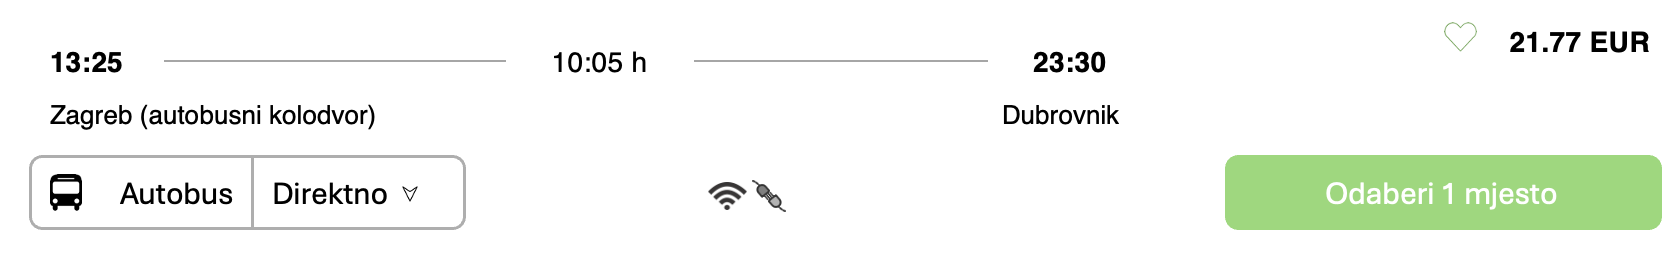 13:25 10:05 h 23:30 21.77 EUR
Zagreb (autobusni kolodvor) Dubrovnik
Autobus Direktno Odaberi 1 mjesto